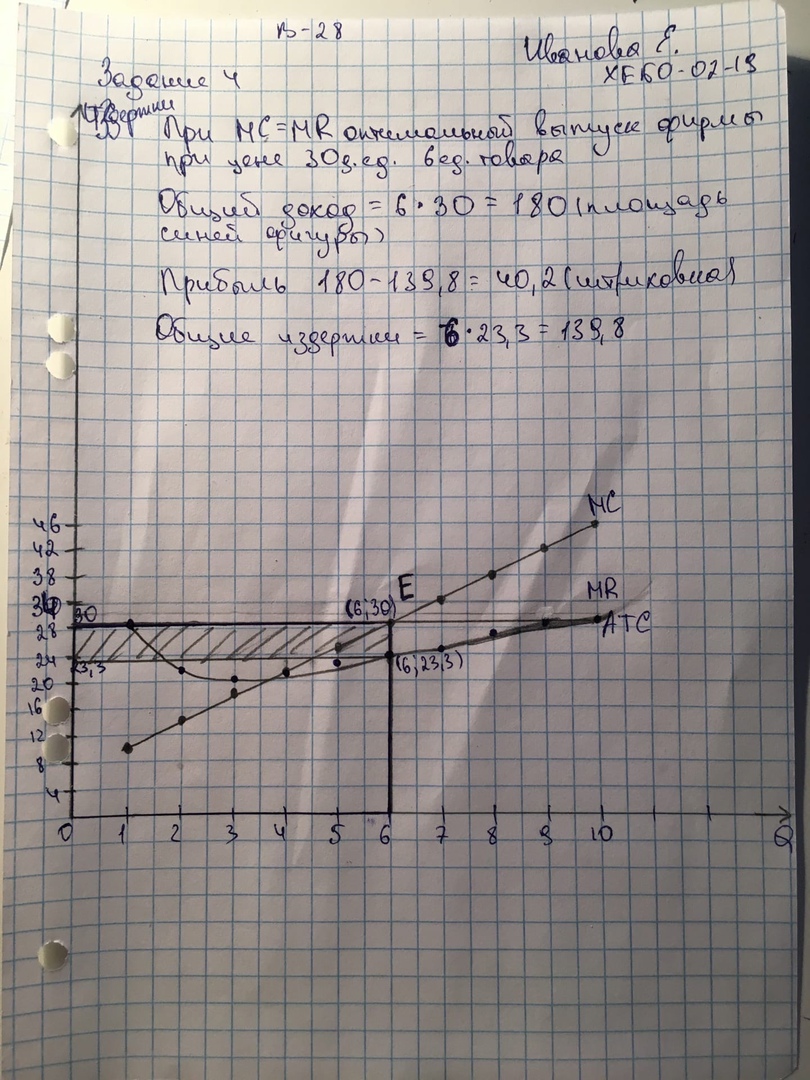 В-28
Иванова Е.
ХЕБО-02-19
Задание 4
Издержки
При MC=MR оптимальный выпуск фирмы
при цене 30д.ед. 6ед. товара
Общий доход = 6·30 = 180 (площадь
синей фигуры)
Прибыль 180-139,8 = 40,2 (штриховка)
Общие издержки = 6·23,3 = 139,8
46
MC
42
38
E
MR
30
(6;30)
28
ATC
24
23,3
(6;23,3)
20
16
12
8
4
0 1 2 3 4 5 6 7 8 9 10 Q